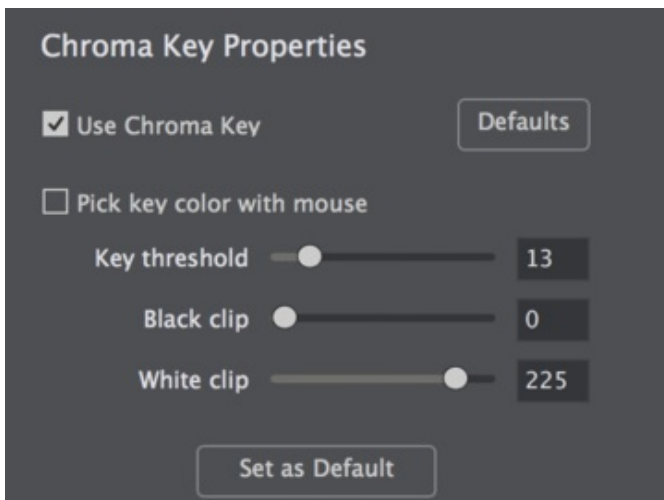 Chroma Key Properties
Use Chroma Key Defaults
Pick key color with mouse
Key threshold 13
Black clip 0
White clip 225
Set as Default